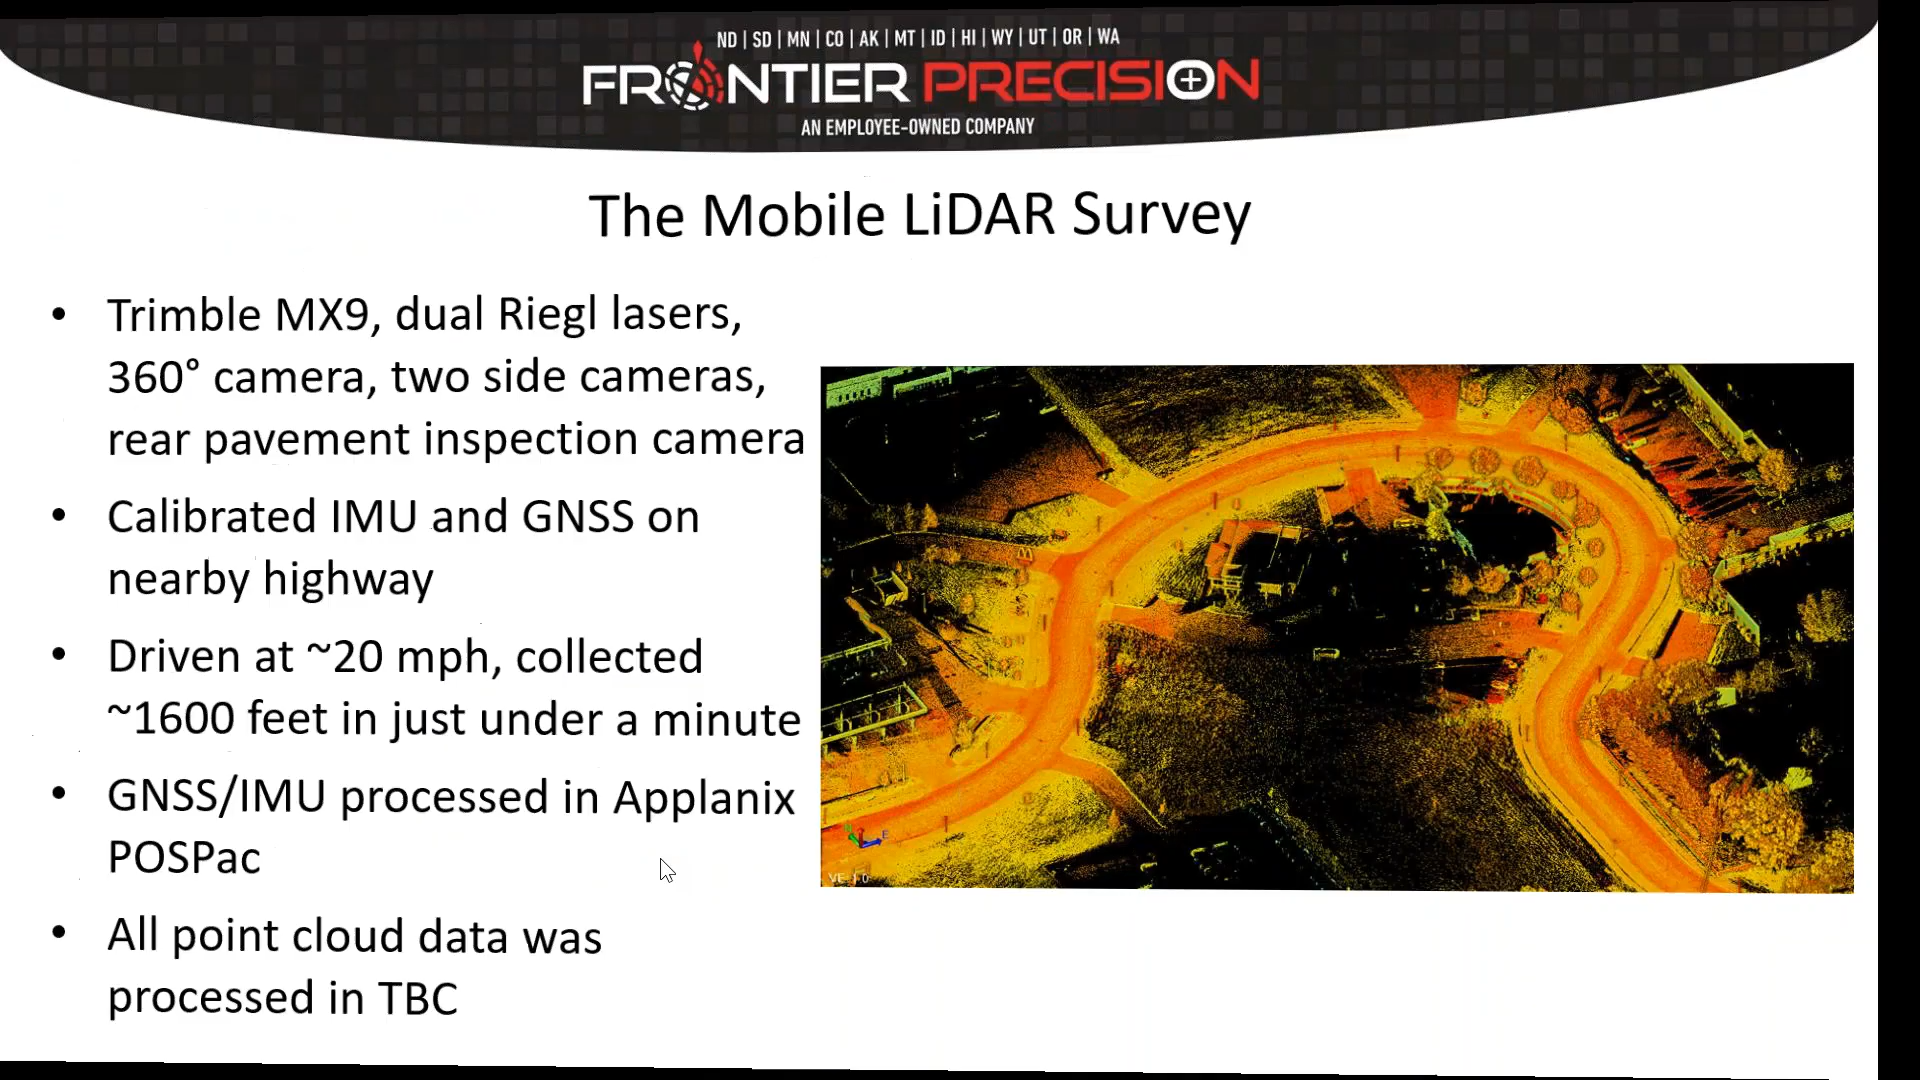 ND | SD | MN | CO | AK | MT | ID | HI | WY | UT | OR | WA
FRONTIER PRECISION
AN EMPLOYEE-OWNED COMPANY
The Mobile LiDAR Survey
• Trimble MX9, dual Riegl lasers,
360° camera, two side cameras,
rear pavement inspection camera
• Calibrated IMU and GNSS on
nearby highway
• Driven at ~20 mph, collected
~1600 feet in just under a minute
• GNSS/IMU processed in Applanix
POSPac
• All point cloud data was
processed in TBC
VE 1.0